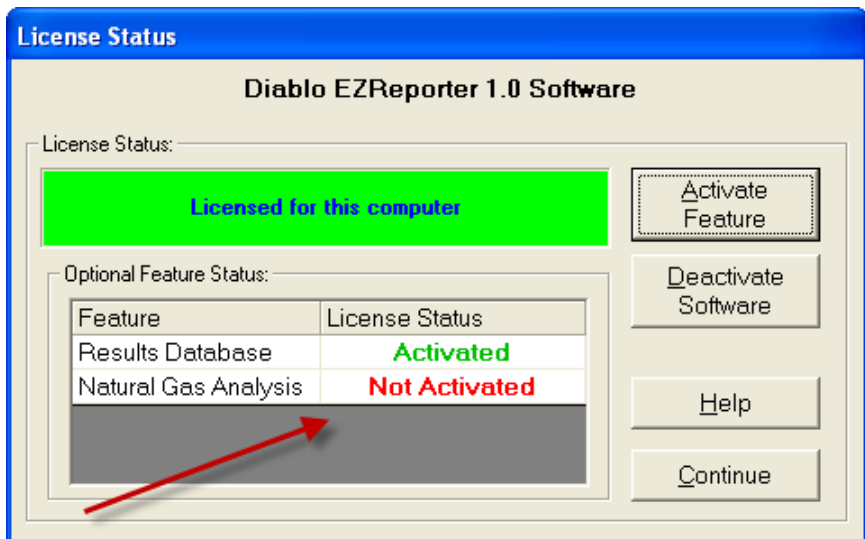 License Status
Diablo EZReporter 1.0 Software
License Status:
Licensed for this computer
Activate
Feature
Optional Feature Status:
Deactivate
Software
Feature License Status
Results Database Activated
Natural Gas Analysis Not Activated
Help
Continue